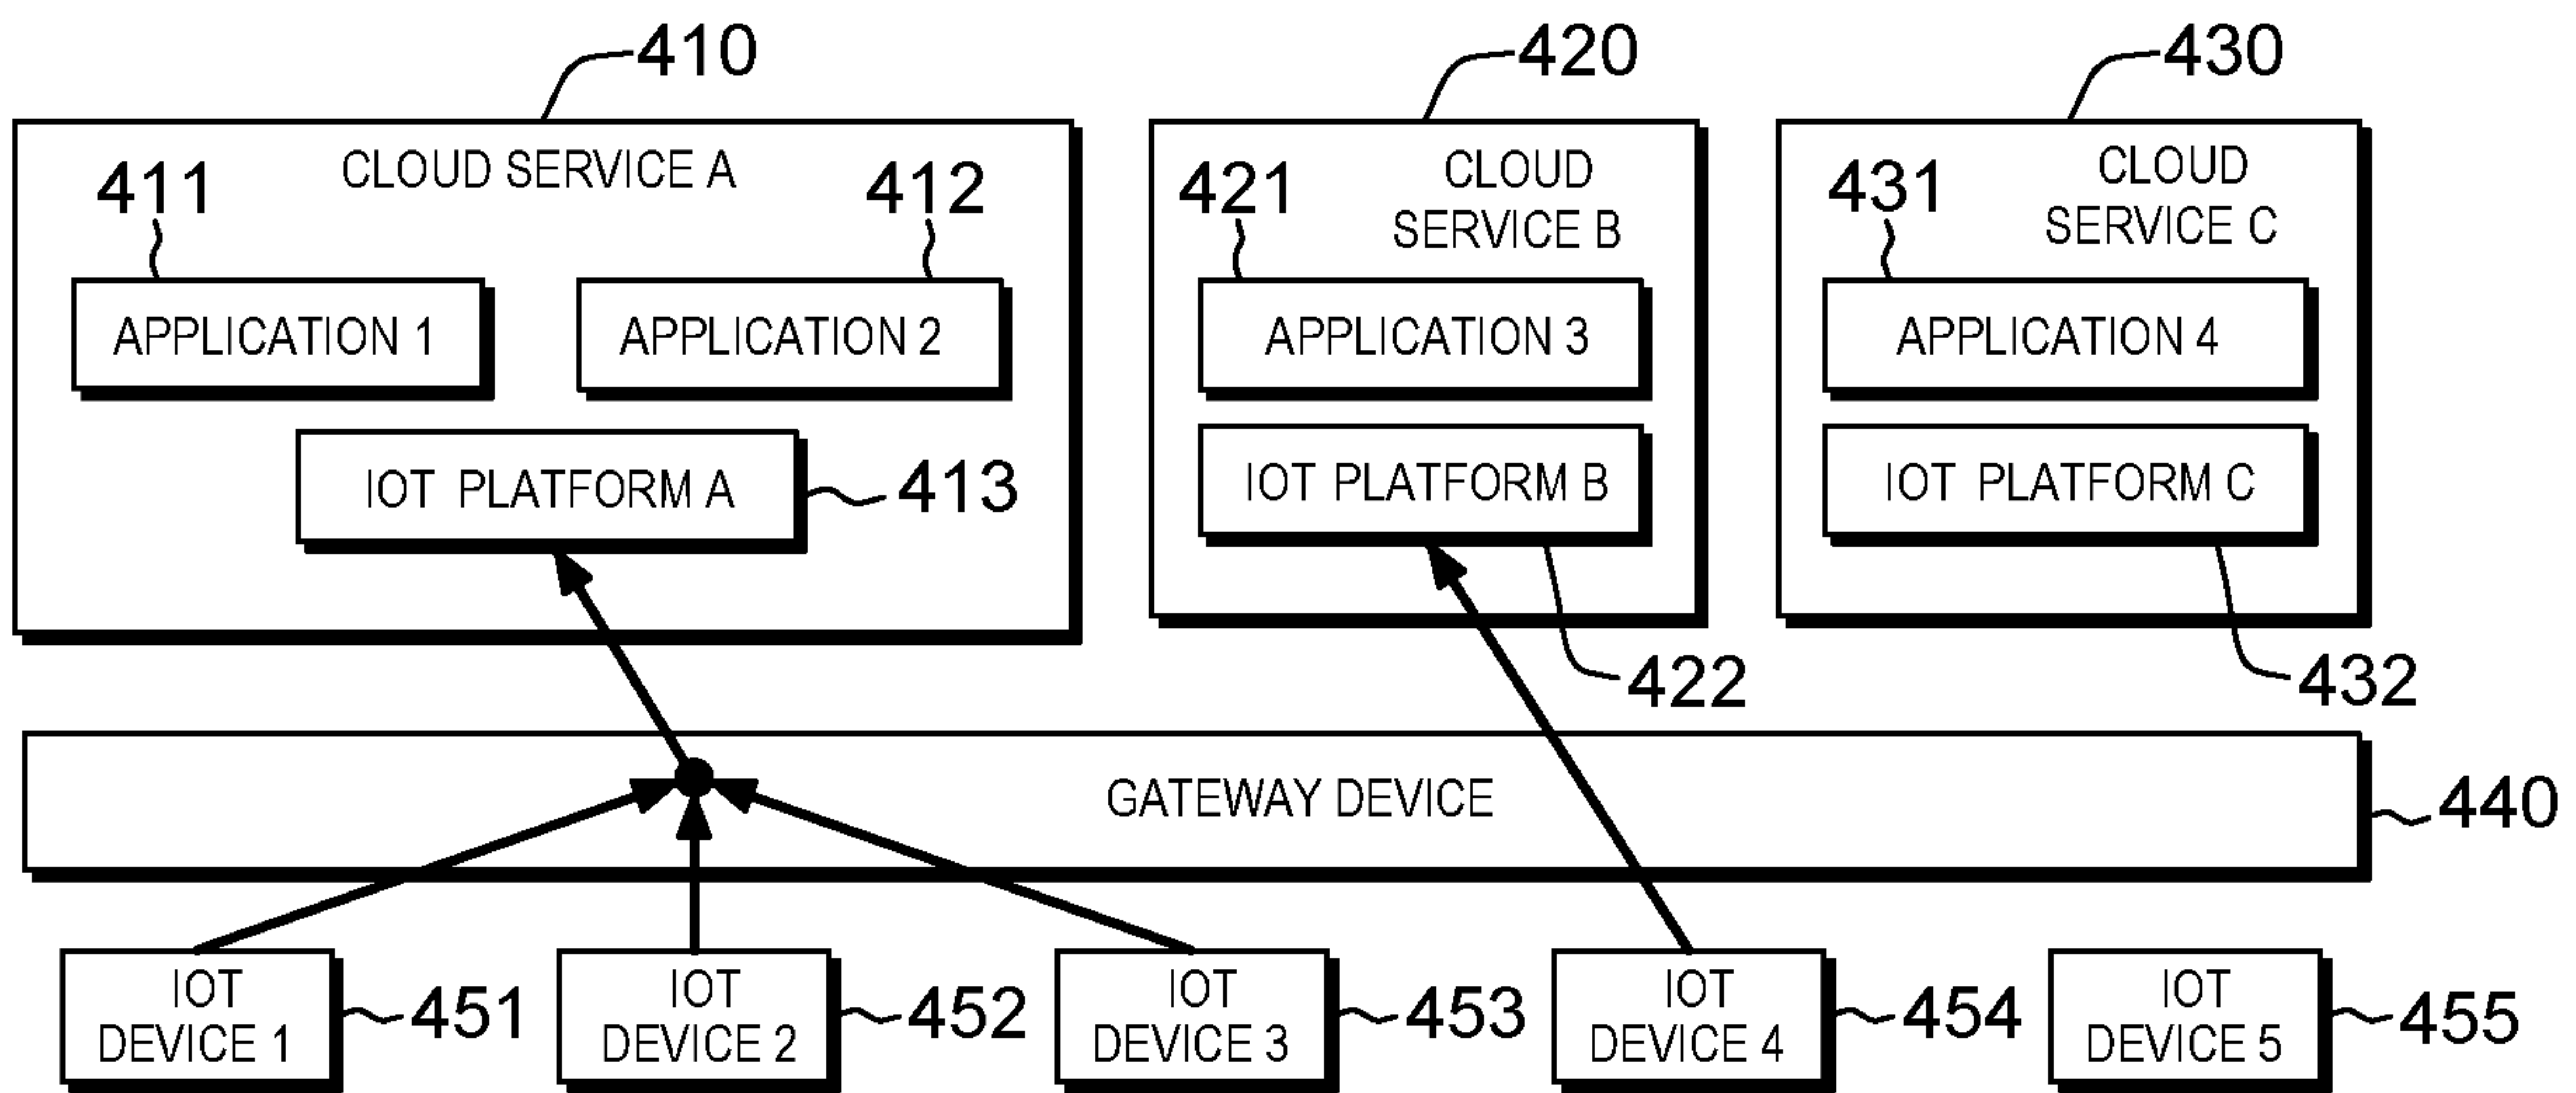 410
420
430
CLOUD SERVICE A
411
412
421
CLOUD
SERVICE B
431
CLOUD
SERVICE C
APPLICATION 1
APPLICATION 2
APPLICATION 3
APPLICATION 4
IOT PLATFORM A
413
IOT PLATFORM B
IOT PLATFORM C
422
432
GATEWAY DEVICE
440
IOT
DEVICE 1
451
IOT
DEVICE 2
452
IOT
DEVICE 3
453
IOT
DEVICE 4
454
IOT
DEVICE 5
455